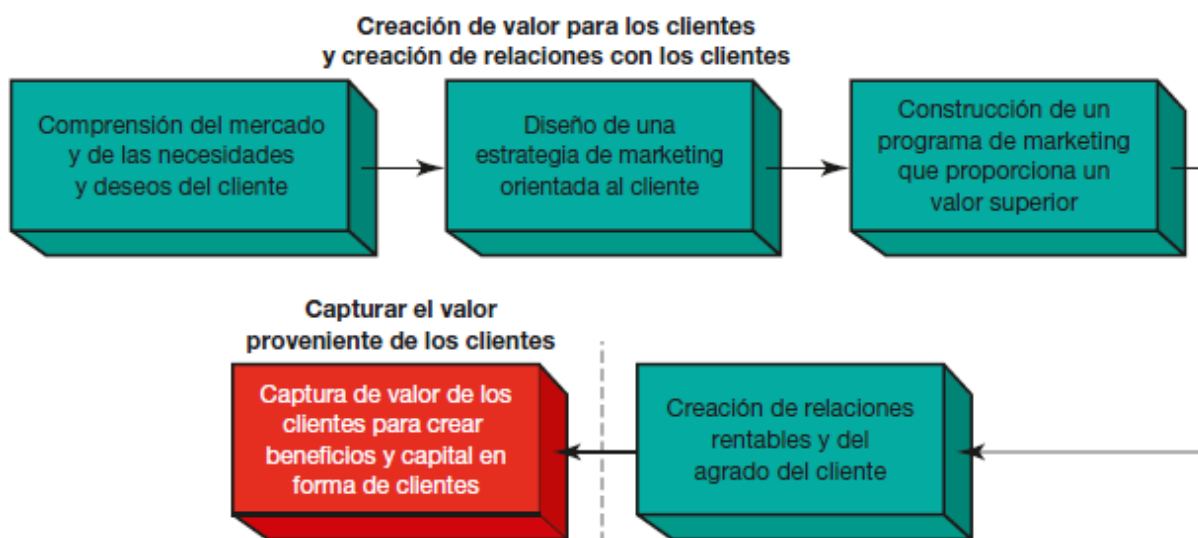 Creación de valor para los clientes
y creación de relaciones con los clientes
Comprensión del mercado
y de las necesidades
y deseos del cliente
Diseño de una
estrategia de marketing
orientada al cliente
Construcción de un
programa de marketing
que proporciona un
valor superior
Capturar el valor
proveniente de los clientes
Captura de valor de los
clientes para crear
beneficios y capital en
forma de clientes
Creación de relaciones
rentables y del
agrado del cliente